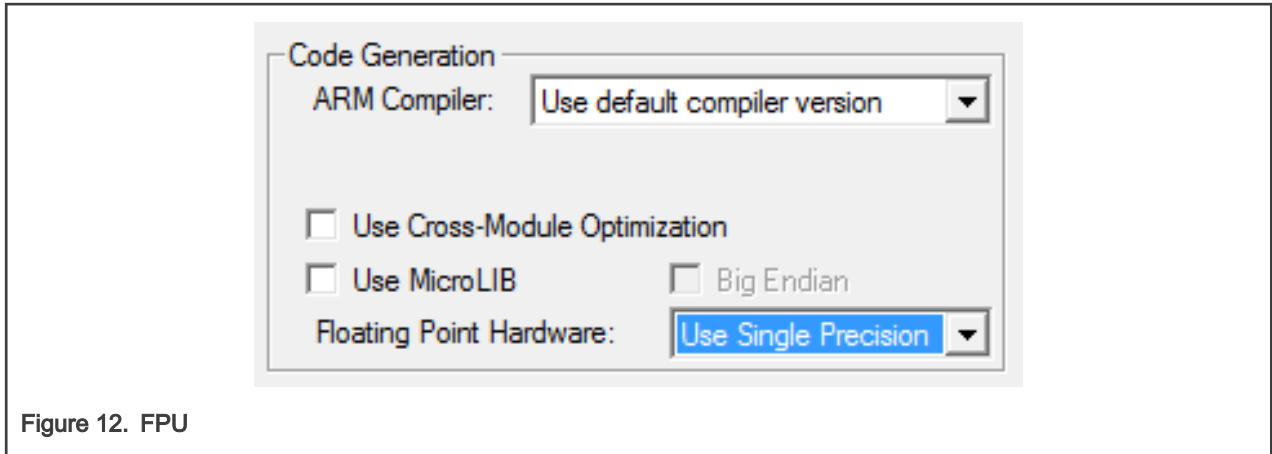 Code Generation
ARM Compiler: Use default compiler version
Use Cross-Module Optimization
Use MicroLIB Big Endian
Floating Point Hardware: Use Single Precision
Figure 12. FPU